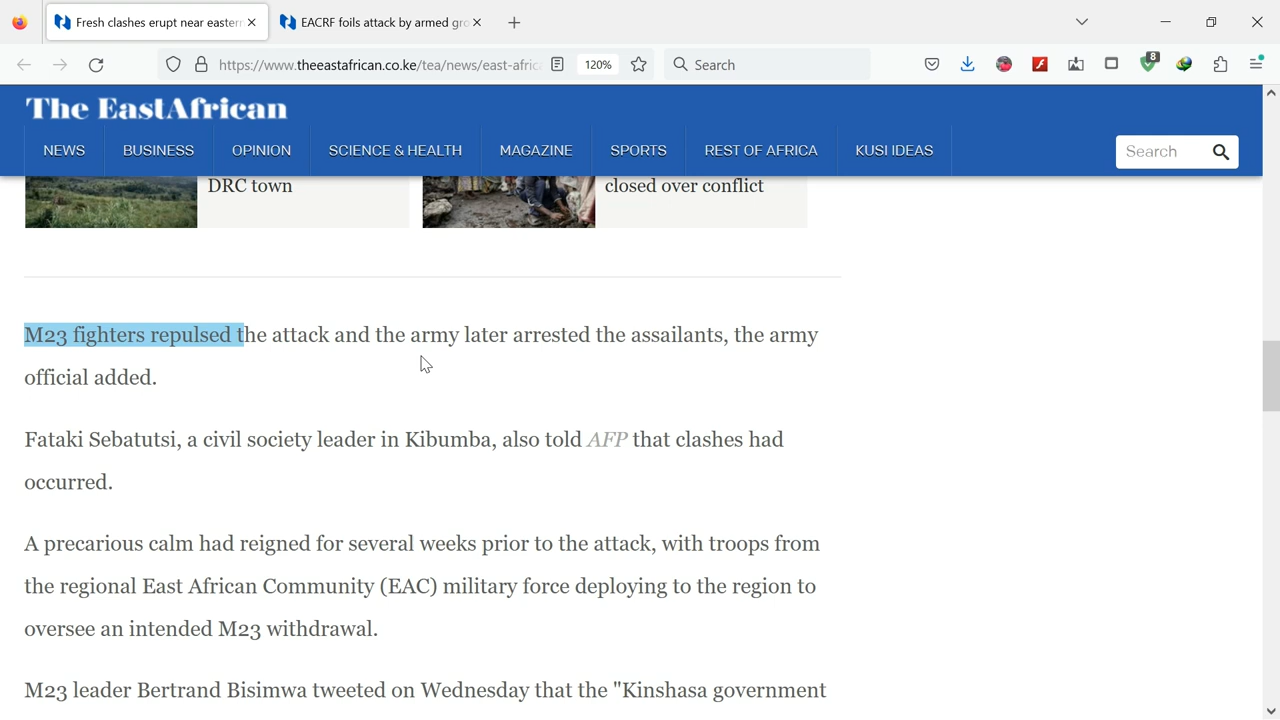 Fresh clashes erupt near eastern
EACRF foils attack by armed gro
https://www.theeastafrican.co.ke/tea/news/east-afric
120%
Search
8
The EastAfrican
NEWS BUSINESS OPINION SCIENCE & HEALTH MAGAZINE SPORTS REST OF AFRICA KUSI IDEAS
Search
DRC town
closed over conflict
M23 fighters repulsed the attack and the army later arrested the assailants, the army
official added.
Fataki Sebatutsi, a civil society leader in Kibumba, also told AFP that clashes had
occurred.
A precarious calm had reigned for several weeks prior to the attack, with troops from
the regional East African Community (EAC) military force deploying to the region to
oversee an intended M23 withdrawal.
M23 leader Bertrand Bisimwa tweeted on Wednesday that the "Kinshasa government